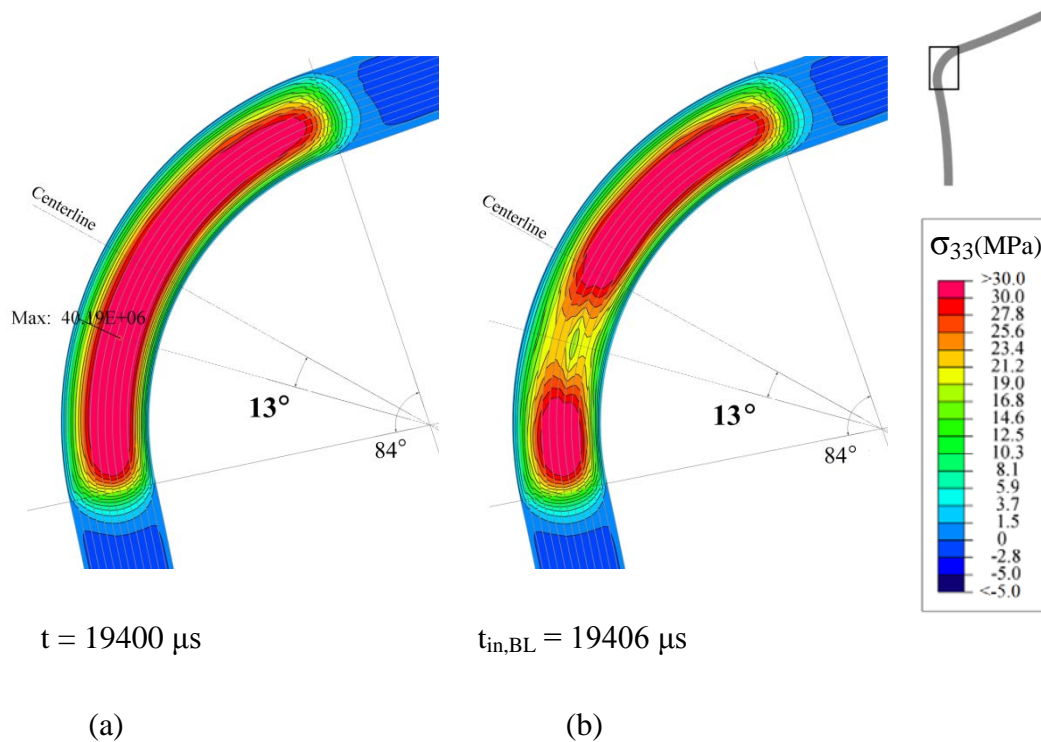 Centerline
Max: 40.19E+06
13°
84°
t = 19400 μs
(a)
Centerline
13°
84°
t_in,BL = 19406 μs
(b)
σ33(MPa)
>30.0
30.0
27.8
25.6
23.4
21.2
19.0
16.8
14.6
12.5
10.3
8.1
5.9
3.7
1.5
0
-2.8
-5.0
<-5.0